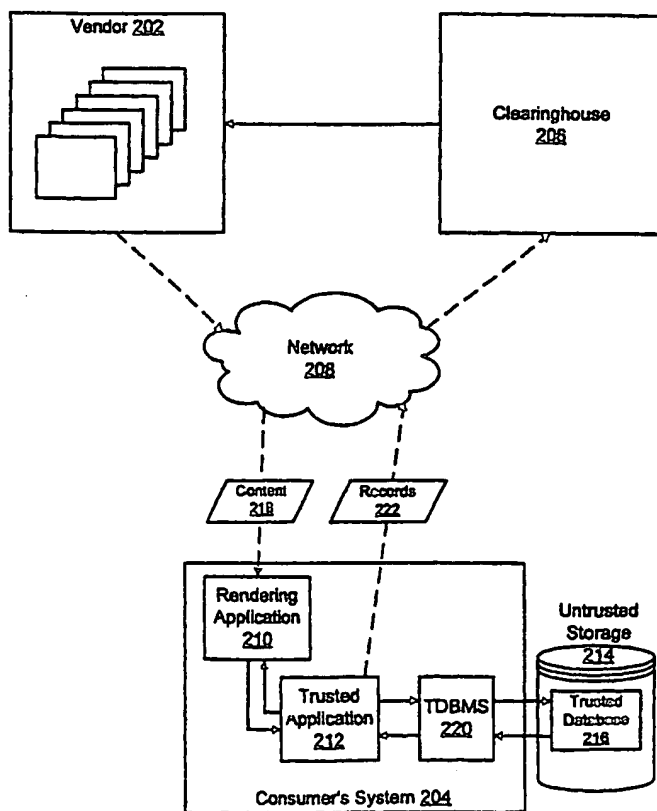 Vendor 202
Clearinghouse
206
Network
208
Content
218
Records
222
Rendering
Application
210
Untrusted
Storage
214
Trusted
Application
212
TDBMS
220
Trusted
Database
216
Consumer's System 204